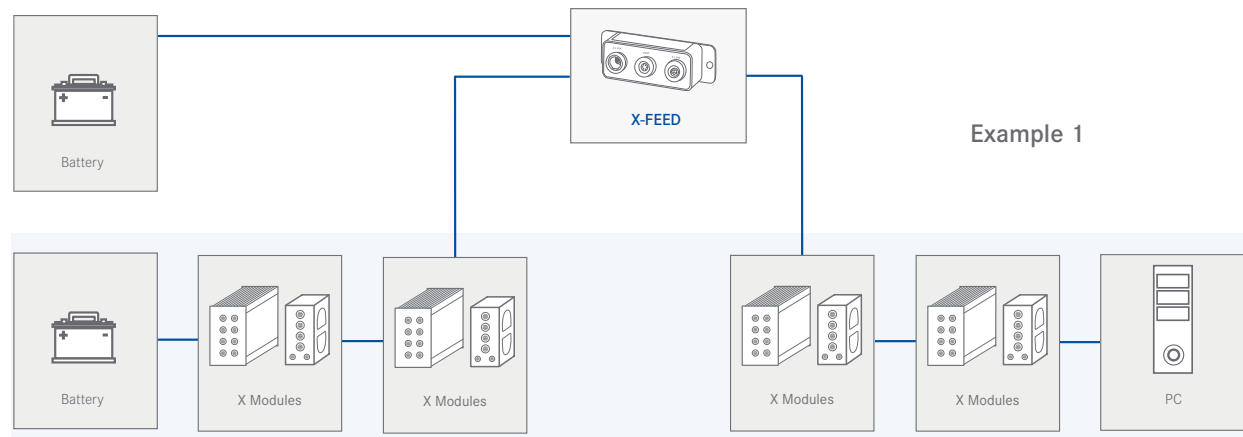 X-FEED
Example 1
Battery
+ -
Battery
+ -
X Modules
X Modules
X Modules
X Modules
PC